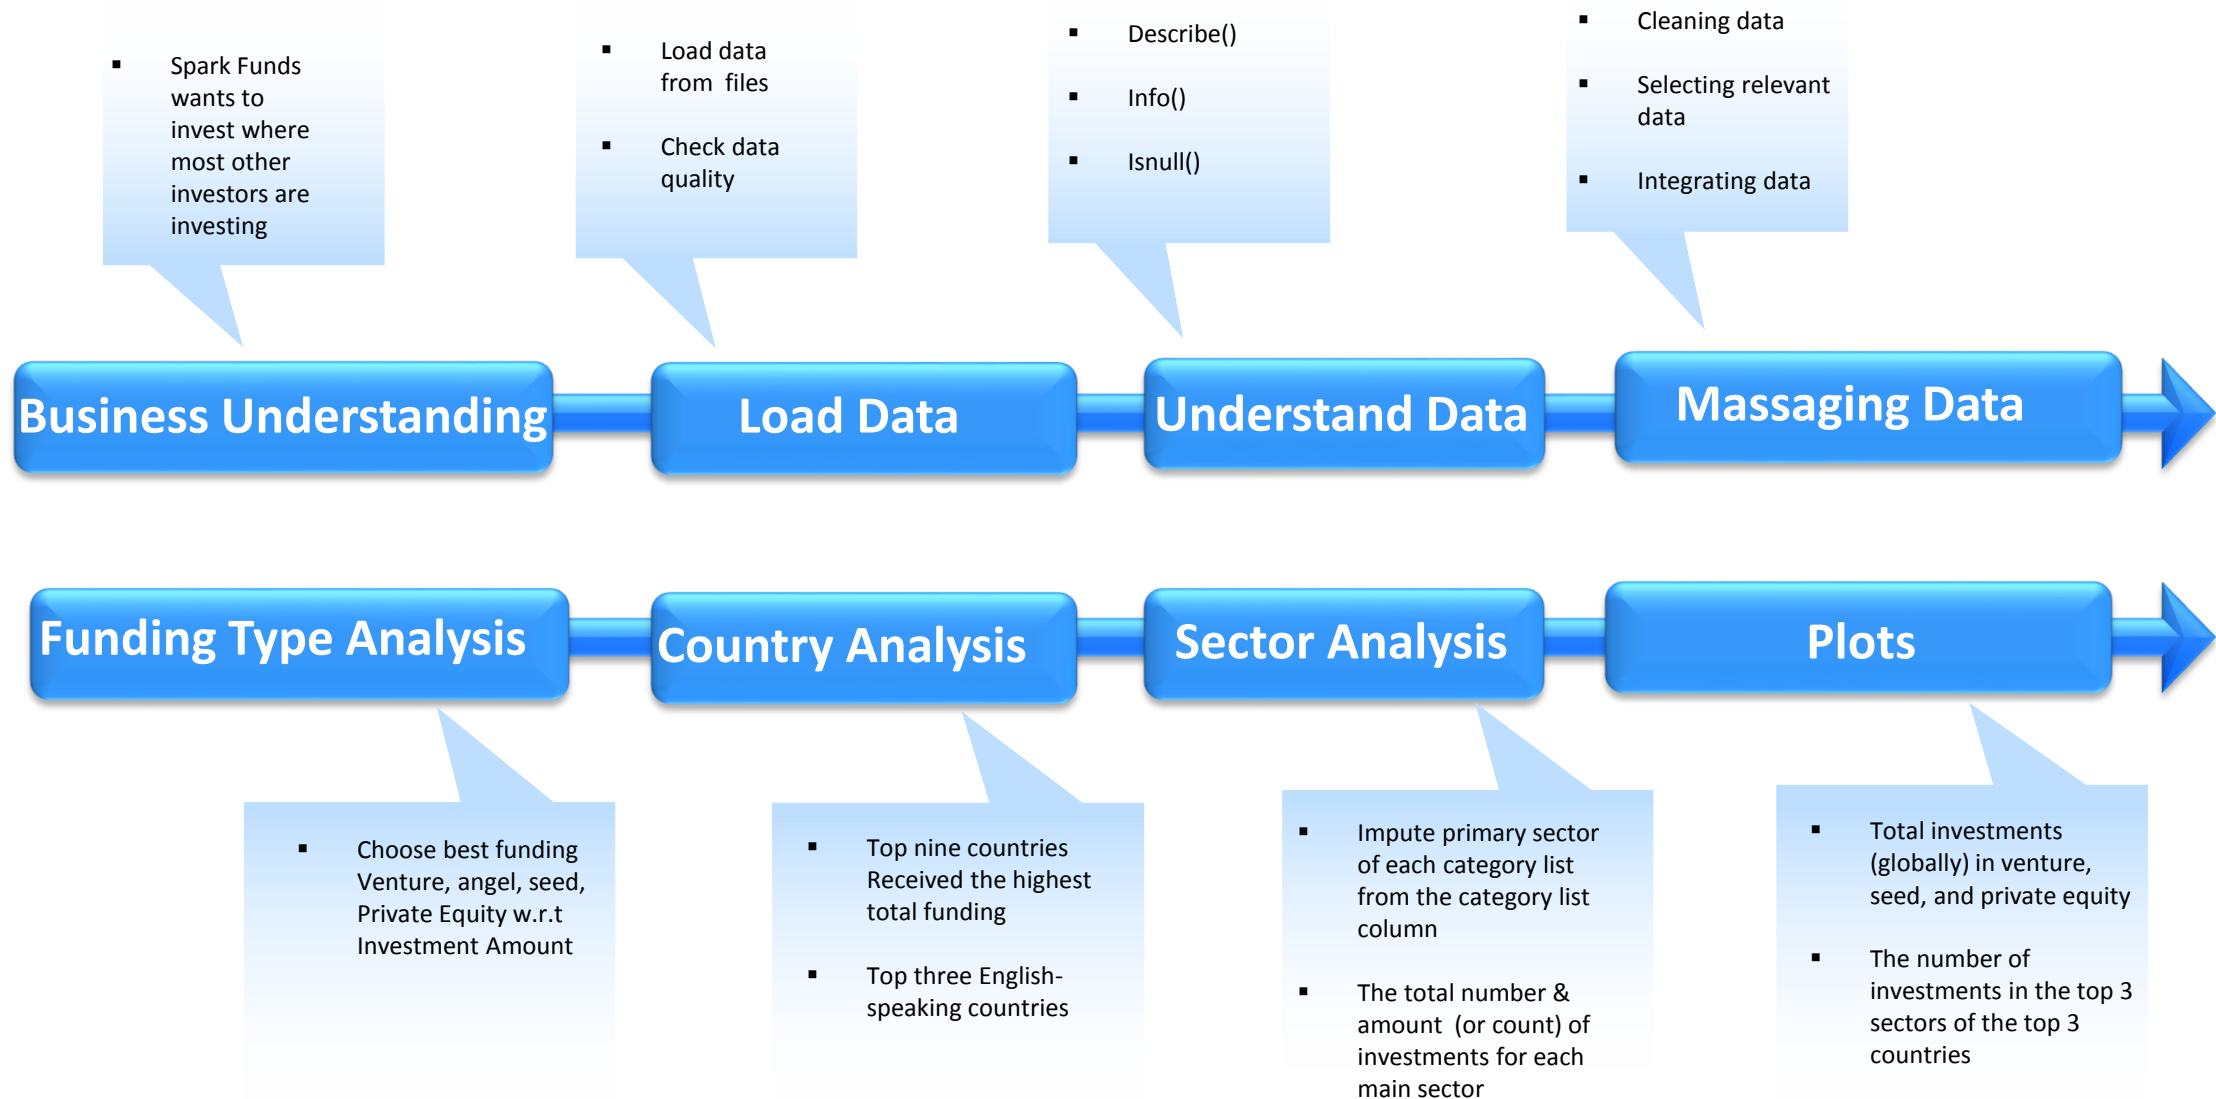 ▪ Spark Funds
wants to
invest where
most other
investors are
investing
▪ Load data
from files
▪ Check data
quality
▪ Describe()
▪ Info()
▪ Isnull()
▪ Cleaning data
▪ Selecting relevant
data
▪ Integrating data
Business Understanding
Load Data
Understand Data
Massaging Data
Funding Type Analysis
Country Analysis
Sector Analysis
Plots
▪ Choose best funding
Venture, angel, seed,
Private Equity w.r.t
Investment Amount
▪ Top nine countries
Received the highest
total funding
▪ Top three English-
speaking countries
▪ Impute primary sector
of each category list
from the category list
column
▪ The total number &
amount (or count) of
investments for each
main sector
▪ Total investments
(globally) in venture,
seed, and private equity
▪ The number of
investments in the top 3
sectors of the top 3
countries